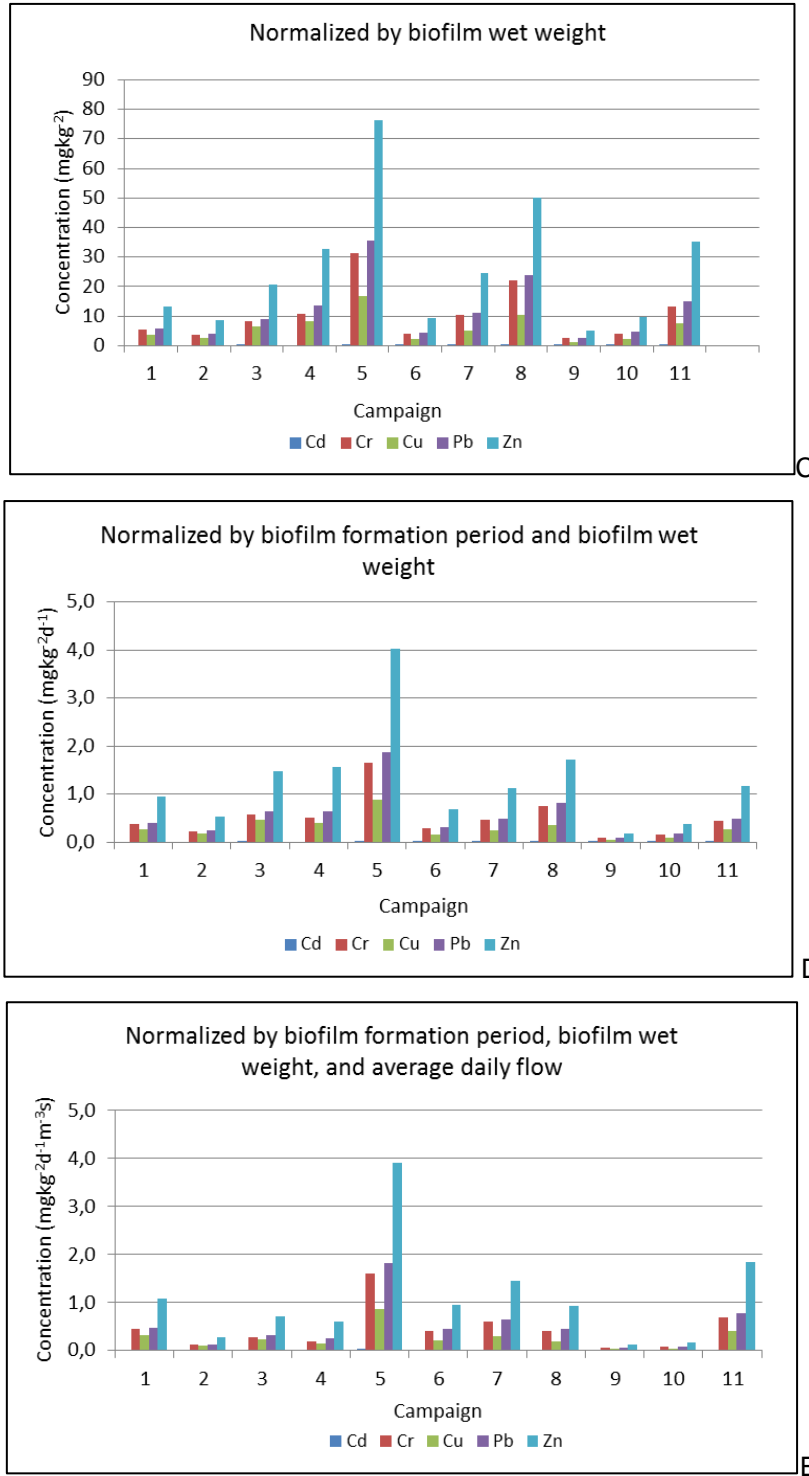 Normalized by biofilm wet weight
Concentration (mgkg-2)
90
80
70
60
50
40
30
20
10
0
1 2 3 4 5 6 7 8 9 10 11
Campaign
Cd Cr Cu Pb Zn
Normalized by biofilm formation period and biofilm wet
weight
Concentration (mgkg-2d-1)
5,0
4,0
3,0
2,0
1,0
0,0
1 2 3 4 5 6 7 8 9 10 11
Campaign
Cd Cr Cu Pb Zn
Normalized by biofilm formation period, biofilm wet
weight, and average daily flow
Concentration (mgkg-2d-1m-3s)
5,0
4,0
3,0
2,0
1,0
0,0
1 2 3 4 5 6 7 8 9 10 11
Campaign
Cd Cr Cu Pb Zn